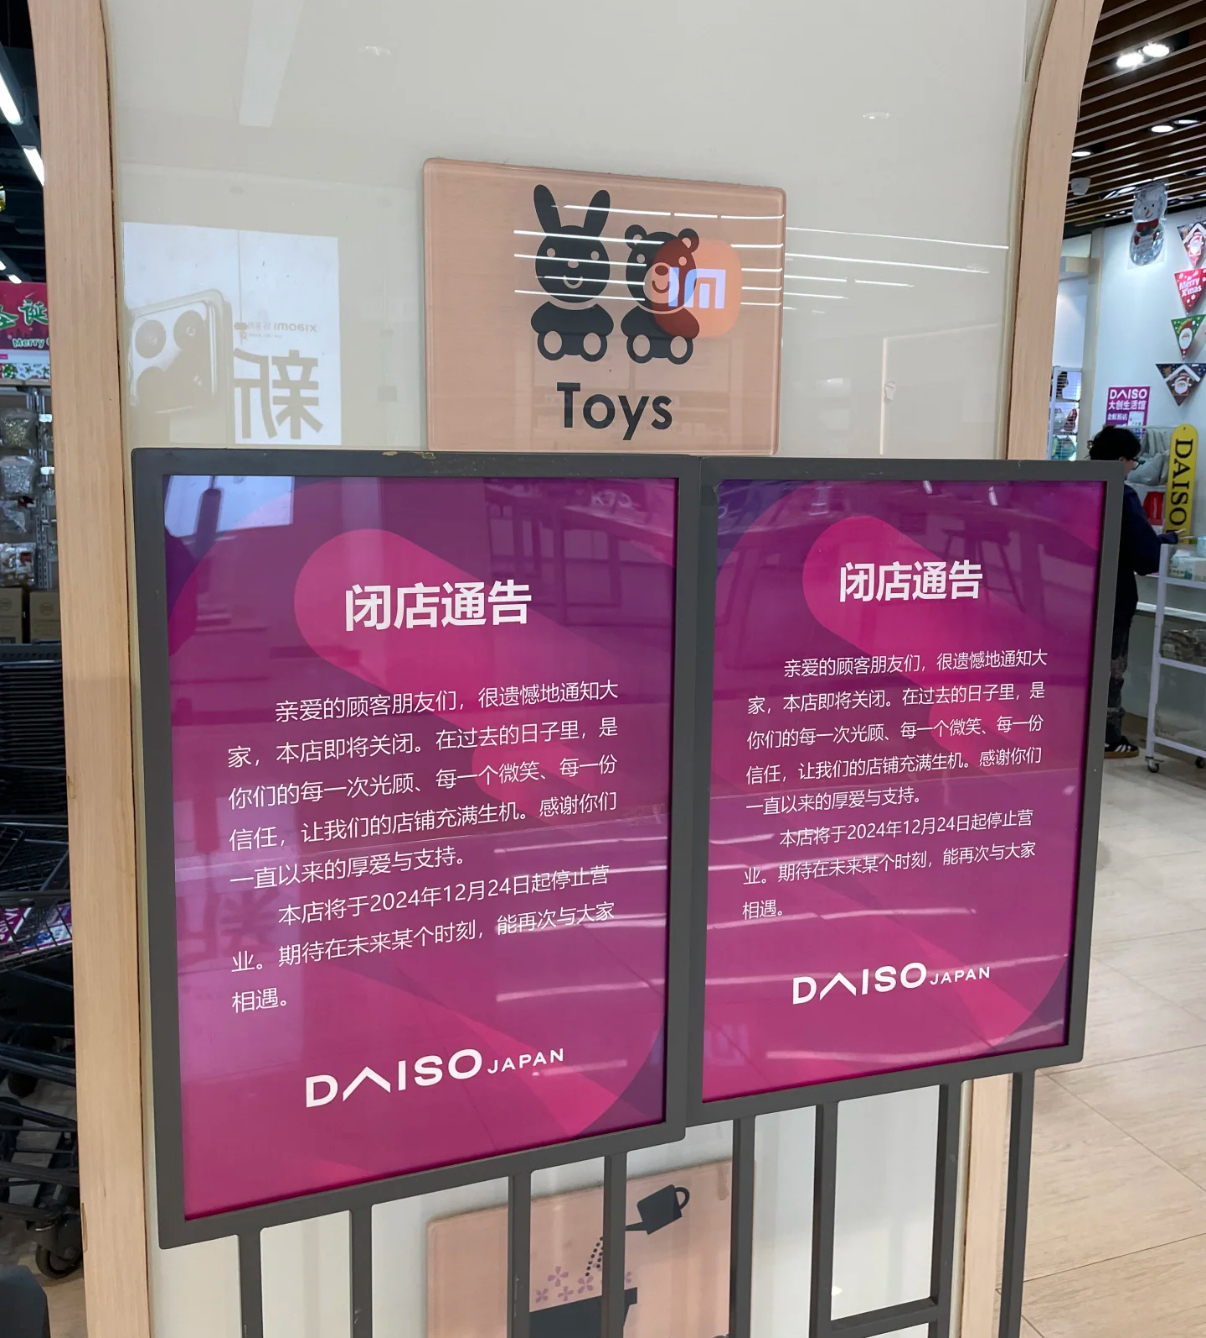 Toys
xiaomi
新
Merry
DAISO
大创生活馆
DAISO
Merry
X'mas
闭店通告
亲爱的顾客朋友们，很遗憾地通知大
家，本店即将关闭。在过去的日子里，是
你们的每一次光顾、每一个微笑、每一份
信任，让我们的店铺充满生机。感谢你们
一直以来的厚爱与支持。
本店将于2024年12月24日起停止营
业。期待在未来某个时刻，能再次与大家
相遇。
DAISO JAPAN
闭店通告
亲爱的顾客朋友们，很遗憾地通知大
家，本店即将关闭。在过去的日子里，是
你们的每一次光顾、每一个微笑、每一份
信任，让我们的店铺充满生机。感谢你们
一直以来的厚爱与支持。
本店将于2024年12月24日起停止营
业。期待在未来某个时刻，能再次与大家
相遇。
DAISO JAPAN